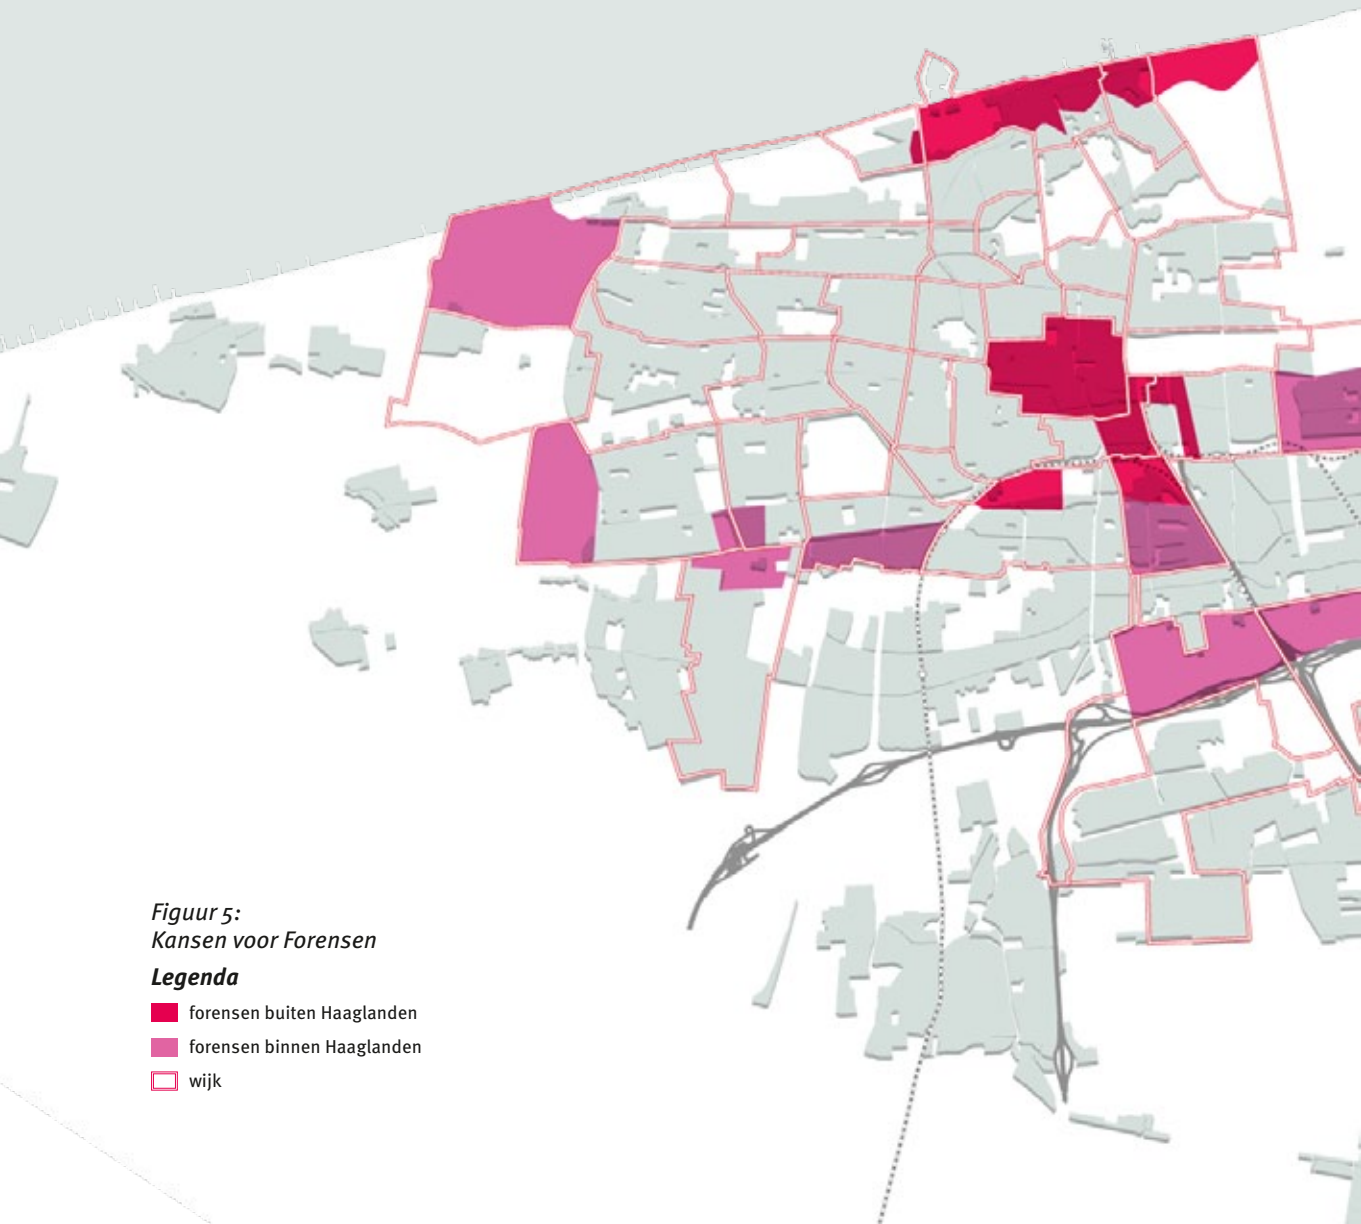 Figuur 5:
Kansen voor Forensen
Legenda
forensen buiten Haaglanden
forensen binnen Haaglanden
wijk